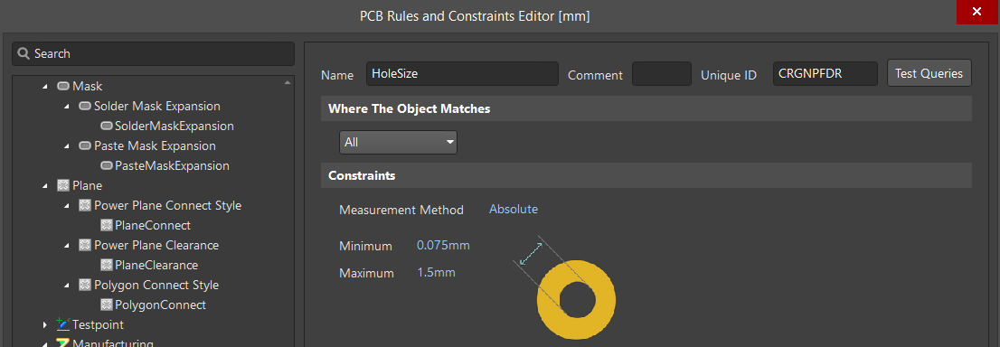 PCB Rules and Constraints Editor [mm]
Search
Mask
Solder Mask Expansion
SolderMaskExpansion
Paste Mask Expansion
PasteMaskExpansion
Plane
Power Plane Connect Style
PlaneConnect
Power Plane Clearance
PlaneClearance
Polygon Connect Style
PolygonConnect
Testpoint
Manufacturing
Name HoleSize Comment Unique ID CRGNPFDR Test Queries
Where The Object Matches
All
Constraints
Measurement Method Absolute
Minimum 0.075mm
Maximum 1.5mm